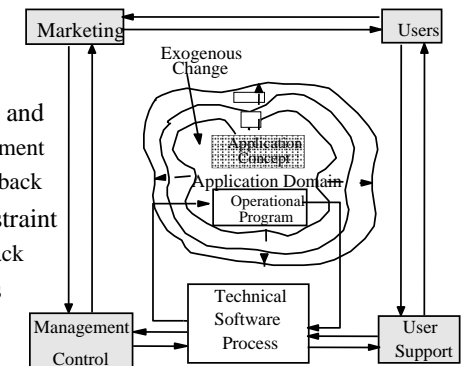 Marketing
Users
Exogenous
Change
and
ment
back
straint
ack
s
Application
Concept
Application Domain
Operational
Program
Technical
Software
Process
Management
Control
User
Support